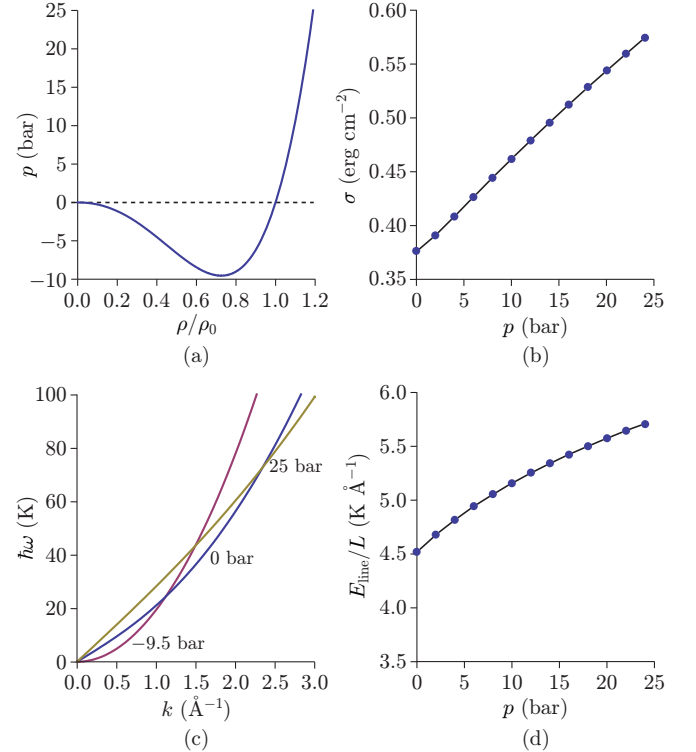 25
20
15
10
5
0
−5
−10
p (bar)
0.0 0.2 0.4 0.6 0.8 1.0 1.2
ρ/ρ₀
(a)
0.60
0.55
0.50
0.45
0.40
0.35
σ (erg cm⁻²)
0 5 10 15 20 25
p (bar)
(b)
100
80
60
40
20
0
ℏω (K)
25 bar
0 bar
−9.5 bar
0.0 0.5 1.0 1.5 2.0 2.5 3.0
k (Å⁻¹)
(c)
6.0
5.5
5.0
4.5
4.0
3.5
E_line/L (K Å⁻¹)
0 5 10 15 20 25
p (bar)
(d)